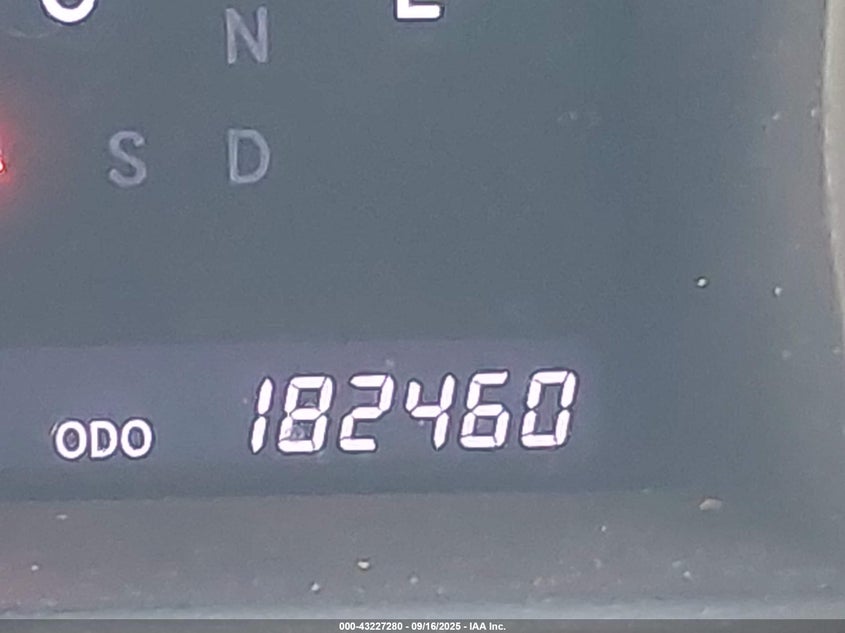 N
S D
ODO 182460
000-43227280 - 09/16/2025 - IAA Inc.